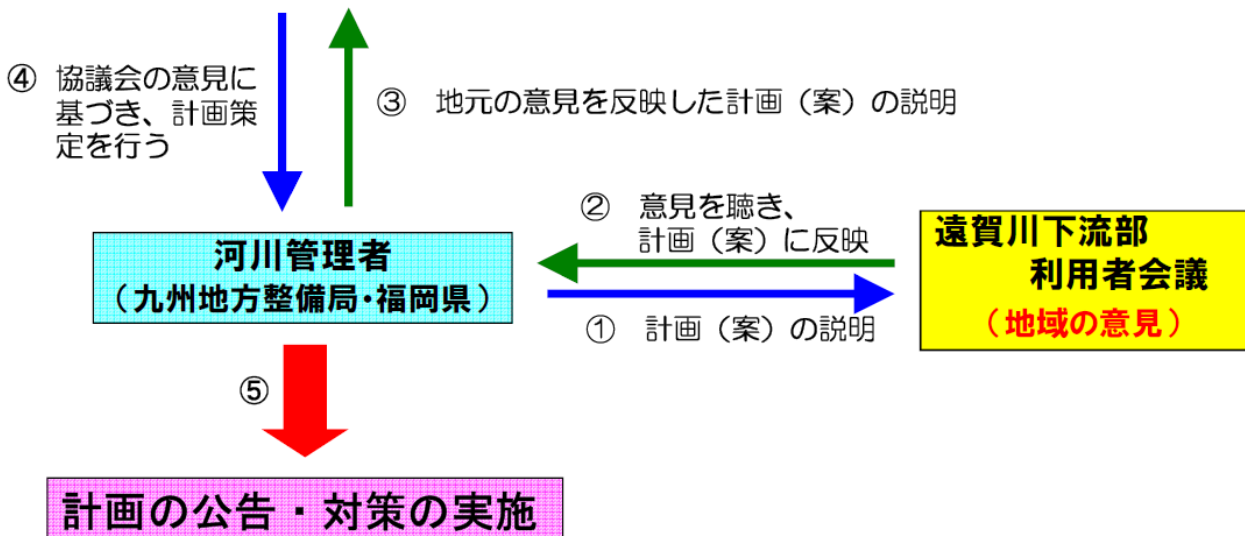 ④ 協議会の意見に
基づき、計画策
定を行う
③ 地元の意見を反映した計画（案）の説明
② 意見を聴き、
計画（案）に反映
河川管理者
（九州地方整備局・福岡県）
遠賀川下流部
利用者会議
（地域の意見）
① 計画（案）の説明
⑤
計画の公告・対策の実施